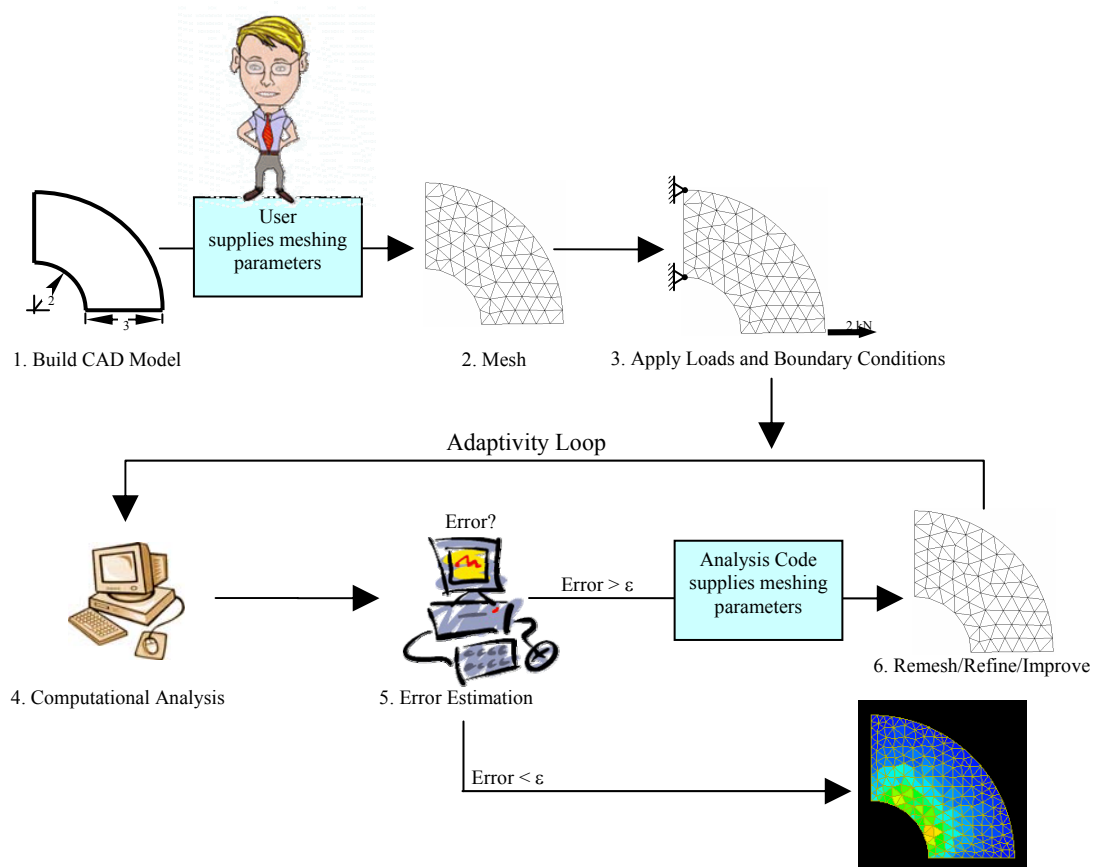 User
supplies meshing
parameters
2
3
2 kN
1. Build CAD Model
2. Mesh
3. Apply Loads and Boundary Conditions
Adaptivity Loop
Error?
Error > ε
Analysis Code
supplies meshing
parameters
4. Computational Analysis
5. Error Estimation
6. Remesh/Refine/Improve
Error < ε